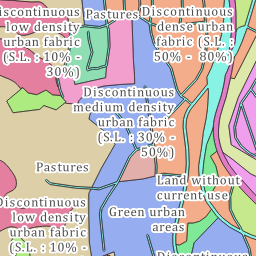 Discontinuous
low density
urban fabric
(S.L. : 10% -
30%)
Pastures
Discontinuous
dense urban
fabric (S.L. :
50% - 80%)
Discontinuous
medium density
urban fabric
(S.L. : 30% -
50%)
Pastures
Land without
current use
Discontinuous
low density
urban fabric
(S.L. : 10% -
Green urban
areas
Discontinuous